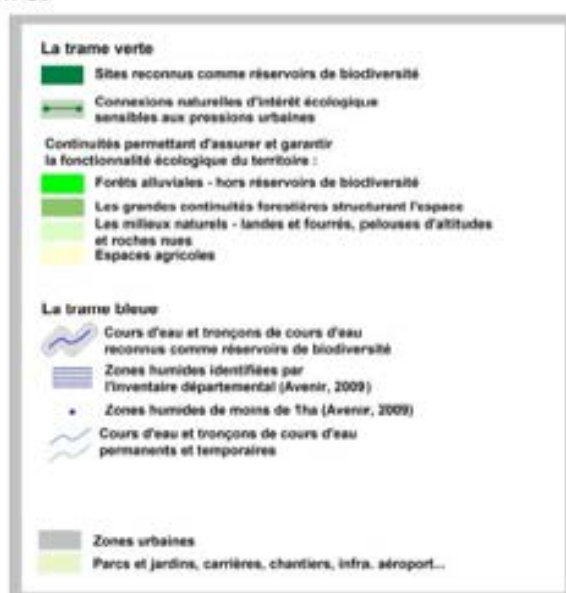 La trame verte
Sites reconnus comme réservoirs de biodiversité
Connexions naturelles d'intérêt écologique
sensibles aux pressions urbaines
Continuités permettant d'assurer et garantir
la fonctionnalité écologique du territoire :
Forêts alluviales - hors réservoirs de biodiversité
Les grandes continuités forestières structurant l'espace
Les milieux naturels - landes et fourrés, pelouses d'altitudes
et roches nues
Espaces agricoles
La trame bleue
Cours d'eau et tronçons de cours d'eau
reconnus comme réservoirs de biodiversité
Zones humides identifiées par
l'inventaire départemental (Avenir, 2009)
Zones humides de moins de 1ha (Avenir, 2009)
Cours d'eau et tronçons de cours d'eau
permanents et temporaires
Zones urbaines
Parcs et jardins, carrières, chantiers, infra. aéroport...